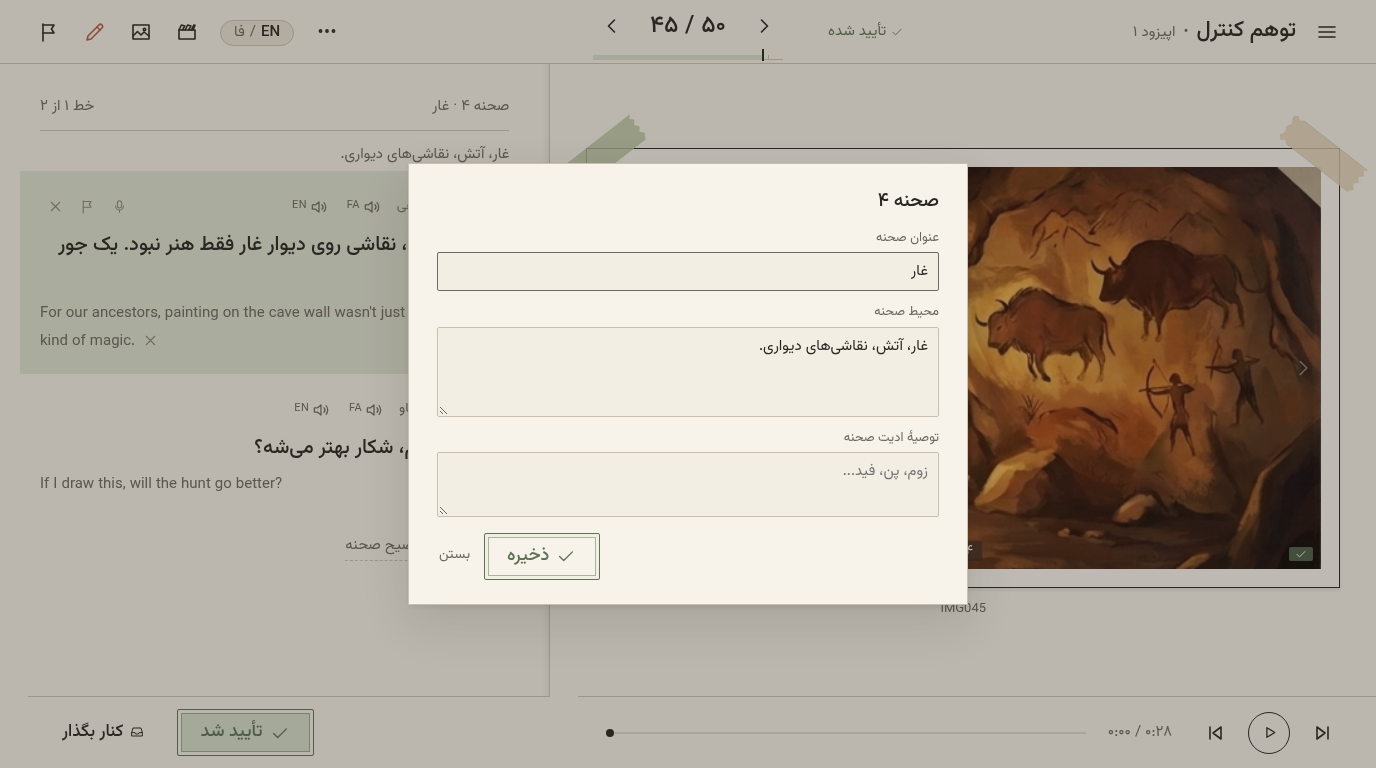 توهم کنترل • اپیزود ۱
تأیید شده
۴۵ / ۵۰
EN / فا
صحنه ۴ · غار
خط ۱ از ۲
غار، آتش، نقاشی‌های دیواری.
FA
EN
، نقاشی روی دیوار غار فقط هنر نبود. یک جور
For our ancestors, painting on the cave wall wasn't just
kind of magic.
FA
EN
، شکار بهتر می‌شه؟
If I draw this, will the hunt go better?
صحنه
صحنه ۴
عنوان صحنه
غار
محیط صحنه
غار، آتش، نقاشی‌های دیواری.
توصیهٔ ادیت صحنه
زوم، پن، فید...
ذخیره
بستن
IMG045
۰:۰۰ / ۰:۲۸
تأیید شد
کنار بگذار